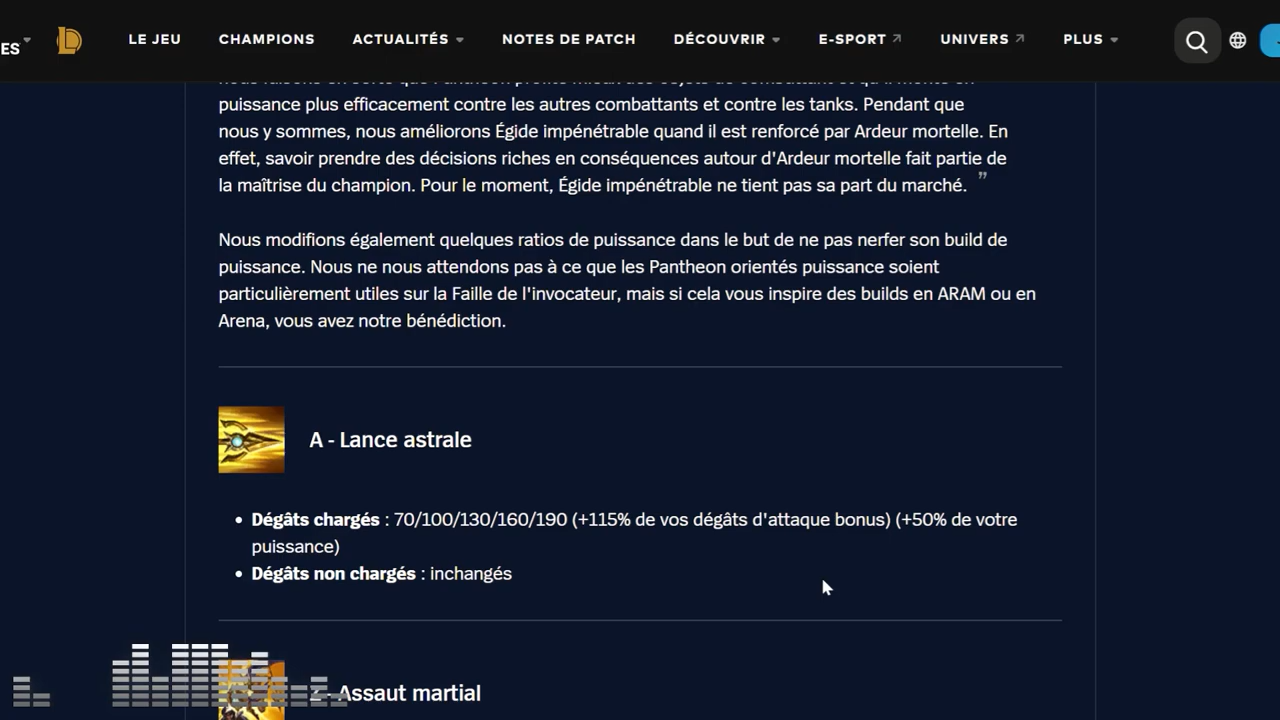 ES
LE JEU CHAMPIONS ACTUALITÉS NOTES DE PATCH DÉCOUVRIR E-SPORT UNIVERS PLUS
puissance plus efficacement contre les autres combattants et contre les tanks. Pendant que
nous y sommes, nous améliorons Égide impénétrable quand il est renforcé par Ardeur mortelle. En
effet, savoir prendre des décisions riches en conséquences autour d'Ardeur mortelle fait partie de
la maîtrise du champion. Pour le moment, Égide impénétrable ne tient pas sa part du marché. ”
Nous modifions également quelques ratios de puissance dans le but de ne pas nerfer son build de
puissance. Nous ne nous attendons pas à ce que les Pantheon orientés puissance soient
particulièrement utiles sur la Faille de l'invocateur, mais si cela vous inspire des builds en ARAM ou en
Arena, vous avez notre bénédiction.
A - Lance astrale
• Dégâts chargés : 70/100/130/160/190 (+115% de vos dégâts d'attaque bonus) (+50% de votre
puissance)
• Dégâts non chargés : inchangés
- Assaut martial